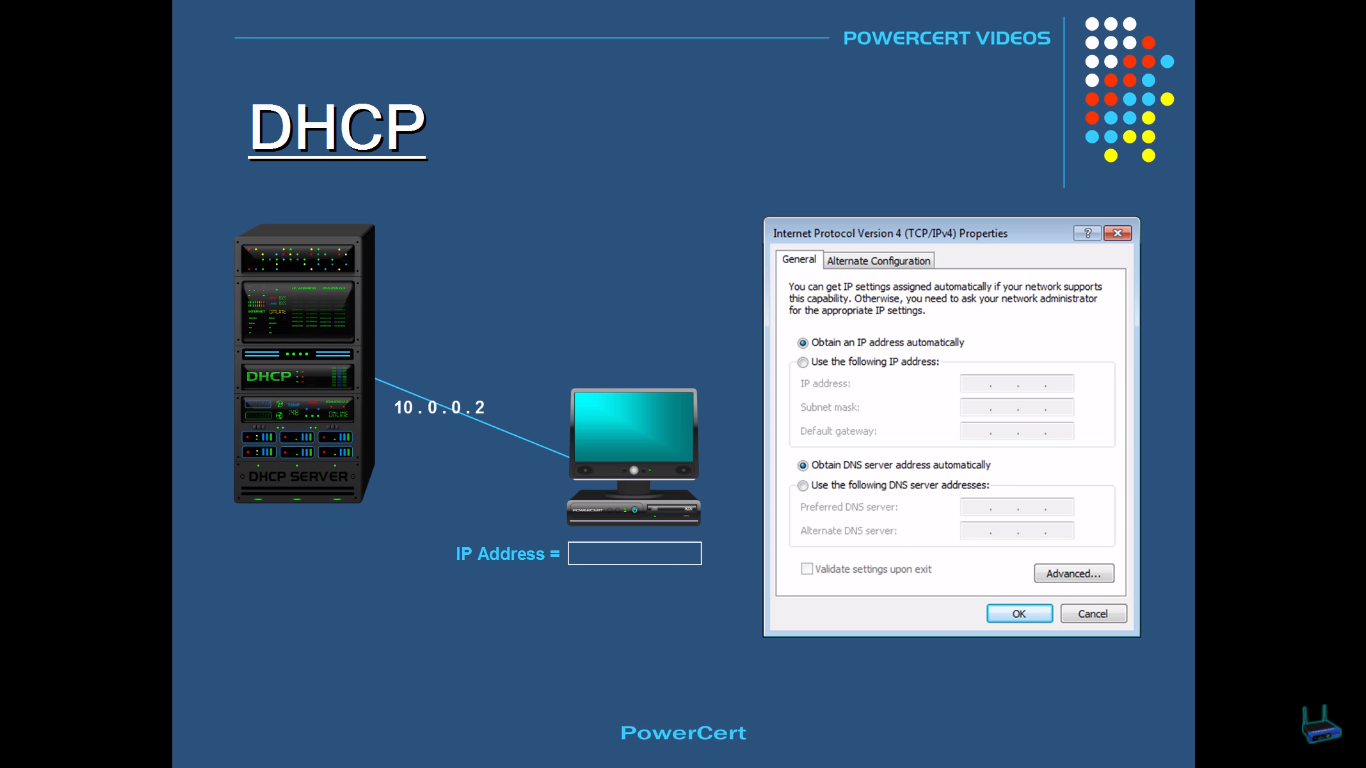 POWERCERT VIDEOS
DHCP
DHCP
DHCP SERVER
10.0.0.2
IP Address =
Internet Protocol Version 4 (TCP/IPv4) Properties
General
Alternate Configuration
You can get IP settings assigned automatically if your network supports
this capability. Otherwise, you need to ask your network administrator
for the appropriate IP settings.
Obtain an IP address automatically
Use the following IP address:
IP address:
Subnet mask:
Default gateway:
Obtain DNS server address automatically
Use the following DNS server addresses:
Preferred DNS server:
Alternate DNS server:
Validate settings upon exit
Advanced...
OK
Cancel
POWERCERT
PowerCert